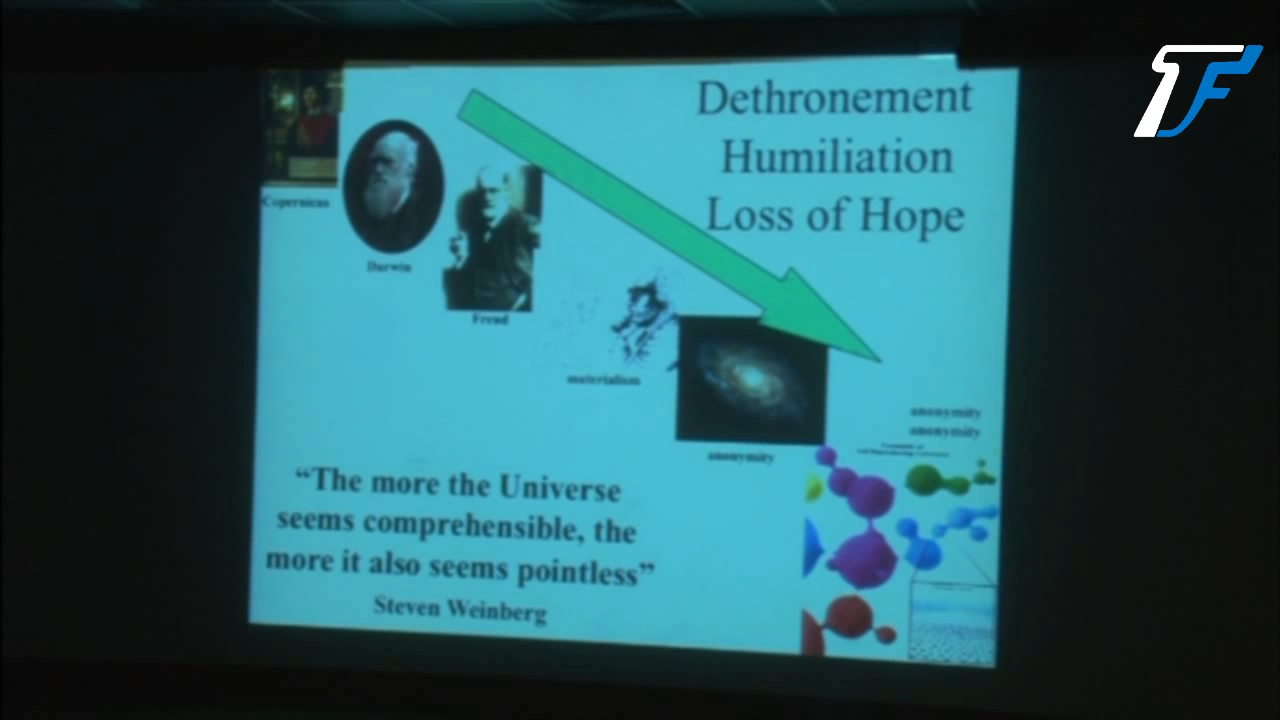 Dethronement
Humiliation
Loss of Hope
Copernicus
Darwin
Freud
materialism
anonymity
anonymity
anonymity
“The more the Universe
seems comprehensible, the
more it also seems pointless”
Steven Weinberg
TF